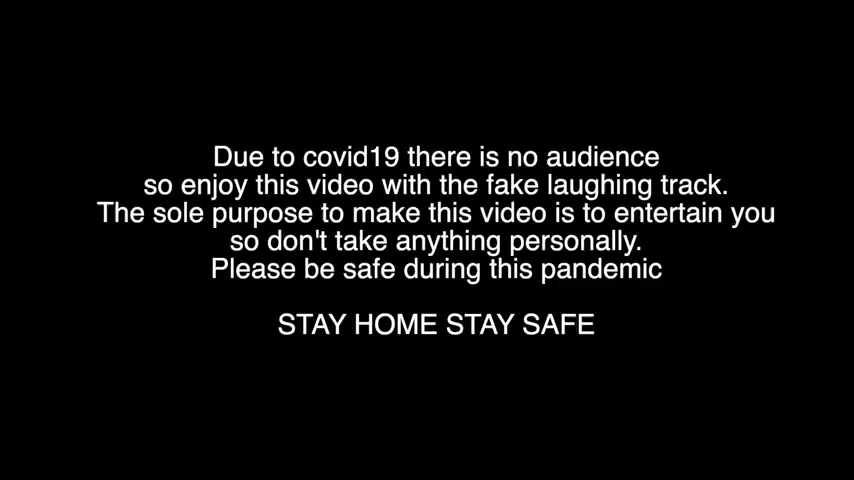 Due to covid19 there is no audience
so enjoy this video with the fake laughing track.
The sole purpose to make this video is to entertain you
so don't take anything personally.
Please be safe during this pandemic
STAY HOME STAY SAFE